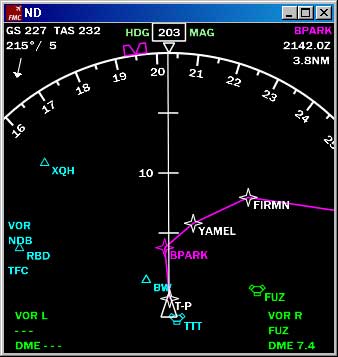 FMC ND
GS 227 TAS 232 HDG 203 MAG BPARK
215°/ 5 2142.0Z
3.8NM
16 17 18 19 20 21 22 23 24 25
XQH
10
FIRMN
VOR
YAMEL
NDB
RBD BPARK
TFC
BW FUZ
T-P
TTT
VOR L VOR R
- - - FUZ
DME - - - DME 7.4